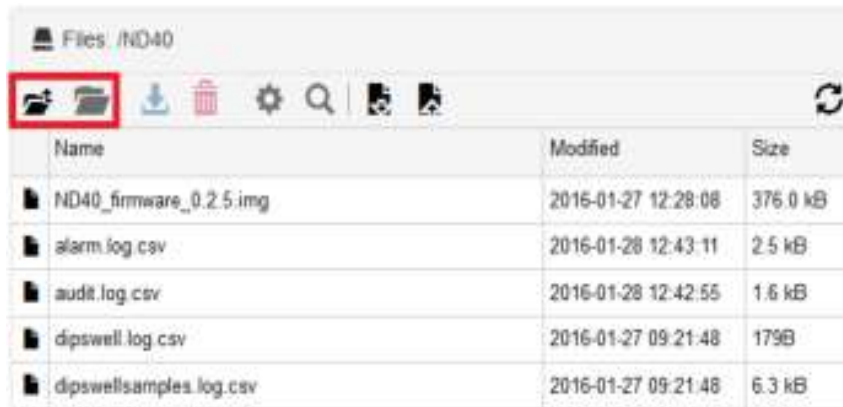 Files: /ND40
Name Modified Size
ND40_firmware_0.2.5.img 2016-01-27 12:28:08 376.0 kB
alarm.log.csv 2016-01-28 12:43:11 2.5 kB
audit.log.csv 2016-01-28 12:42:55 1.6 kB
dipswell.log.csv 2016-01-27 09:21:48 179B
dipswellsamples.log.csv 2016-01-27 09:21:48 6.3 kB